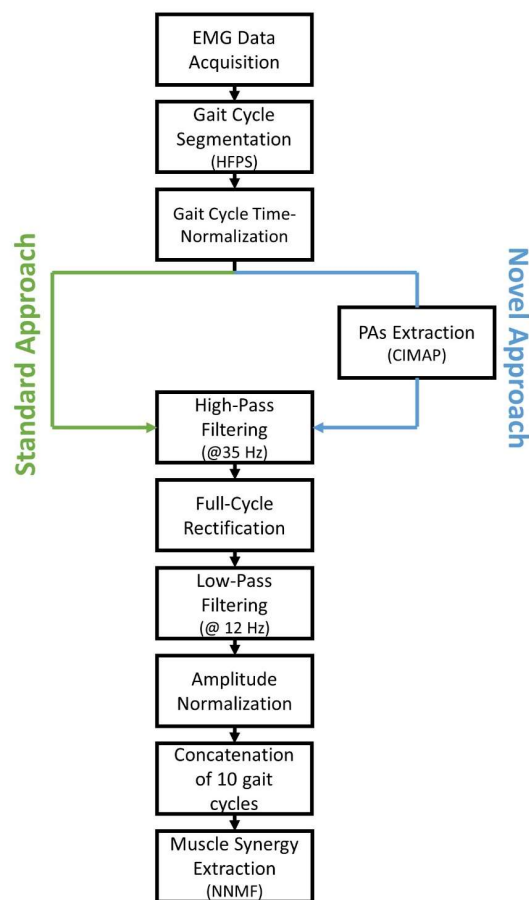 EMG Data
Acquisition
Gait Cycle
Segmentation
(HFPS)
Gait Cycle Time-
Normalization
Standard Approach
Novel Approach
PAs Extraction
(CIMAP)
High-Pass
Filtering
(@35 Hz)
Full-Cycle
Rectification
Low-Pass
Filtering
(@ 12 Hz)
Amplitude
Normalization
Concatenation
of 10 gait
cycles
Muscle Synergy
Extraction
(NNMF)